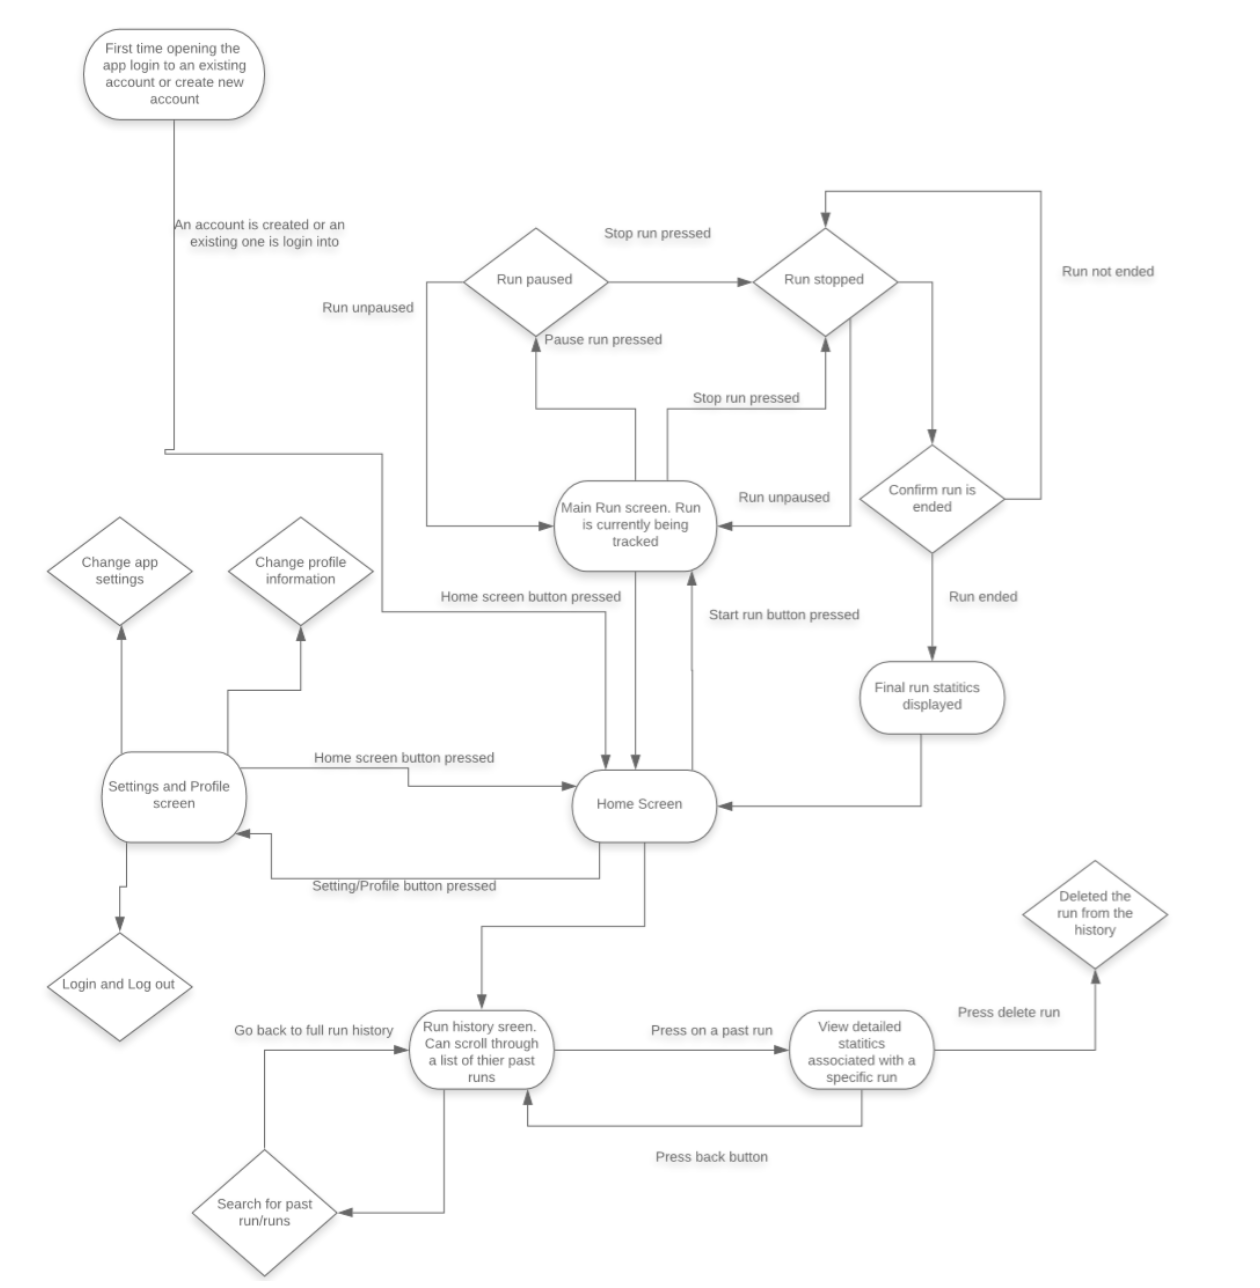 First time opening the
app login to an existing
account or create new
account
An account is created or an
existing one is login into
Stop run pressed
Run not ended
Run paused
Run stopped
Run unpaused
Pause run pressed
Stop run pressed
Confirm run is
ended
Run unpaused
Main Run screen. Run
is currently being
tracked
Change app
settings
Change profile
information
Home screen button pressed
Start run button pressed
Run ended
Final run statitics
displayed
Home screen button pressed
Settings and Profile
screen
Home Screen
Setting/Profile button pressed
Deleted the
run from the
history
Login and Log out
Go back to full run history
Run history sreen.
Can scroll through
a list of thier past
runs
Press on a past run
View detailed
statitics
associated with a
specific run
Press delete run
Press back button
Search for past
run/runs